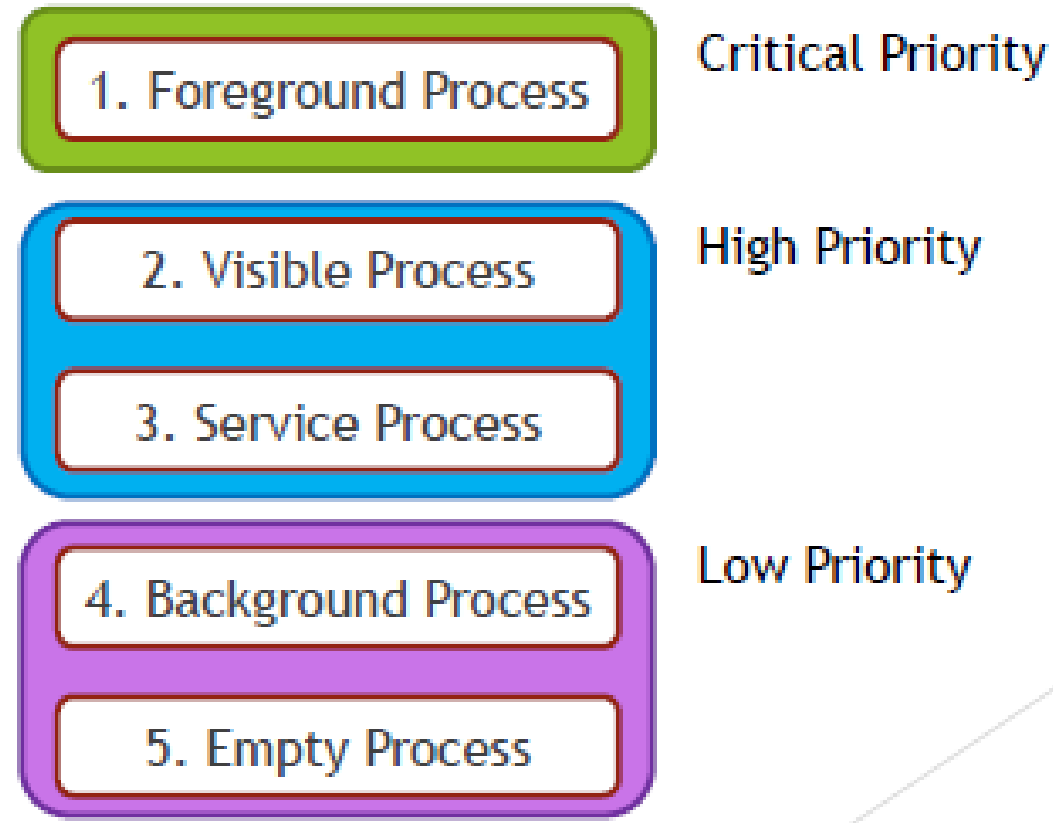 1. Foreground Process
Critical Priority
2. Visible Process
High Priority
3. Service Process
4. Background Process
Low Priority
5. Empty Process